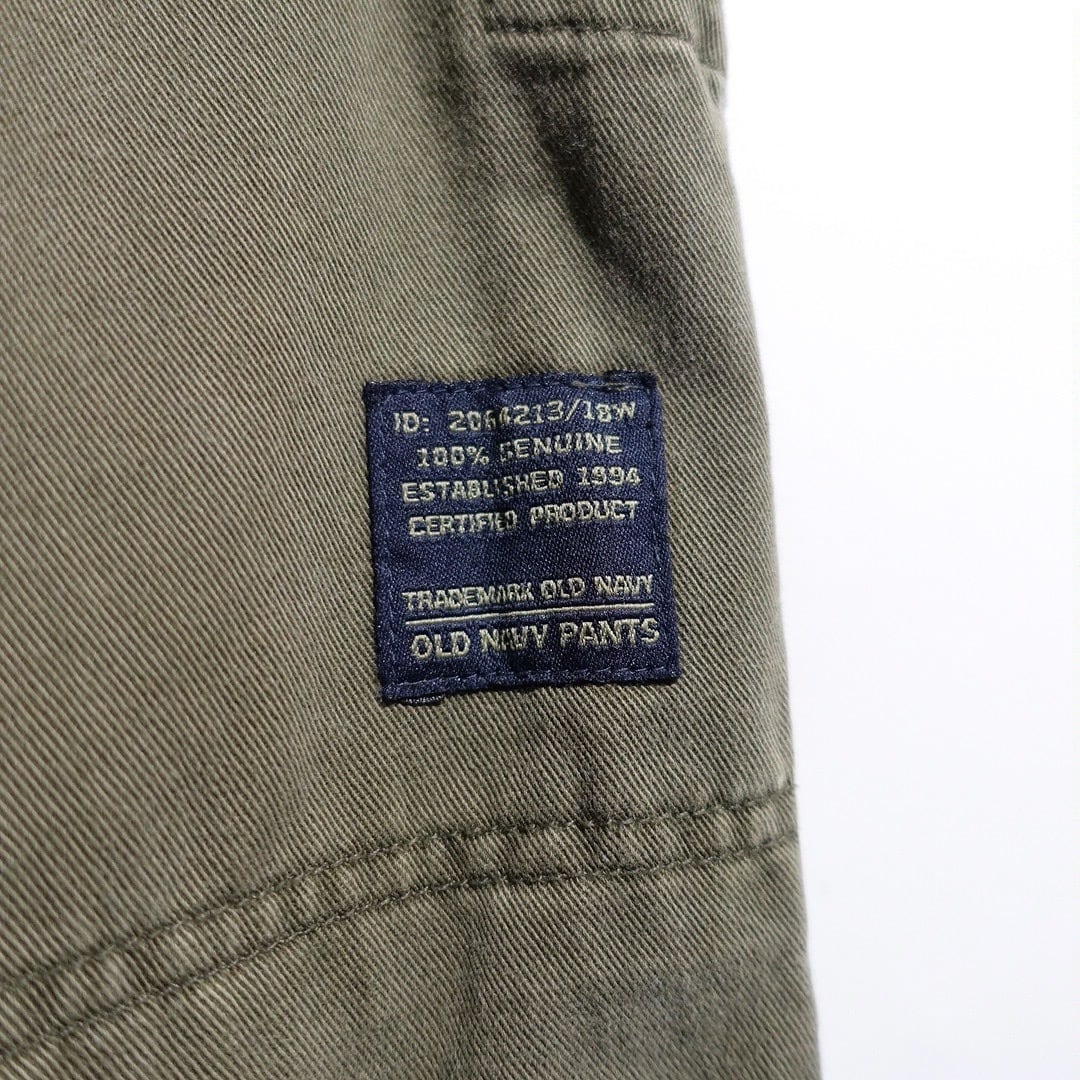 ID: 2064213/18W
100% GENUINE
ESTABLISHED 1994
CERTIFIED PRODUCT
TRADEMARK OLD NAVY
OLD NAVY PANTS